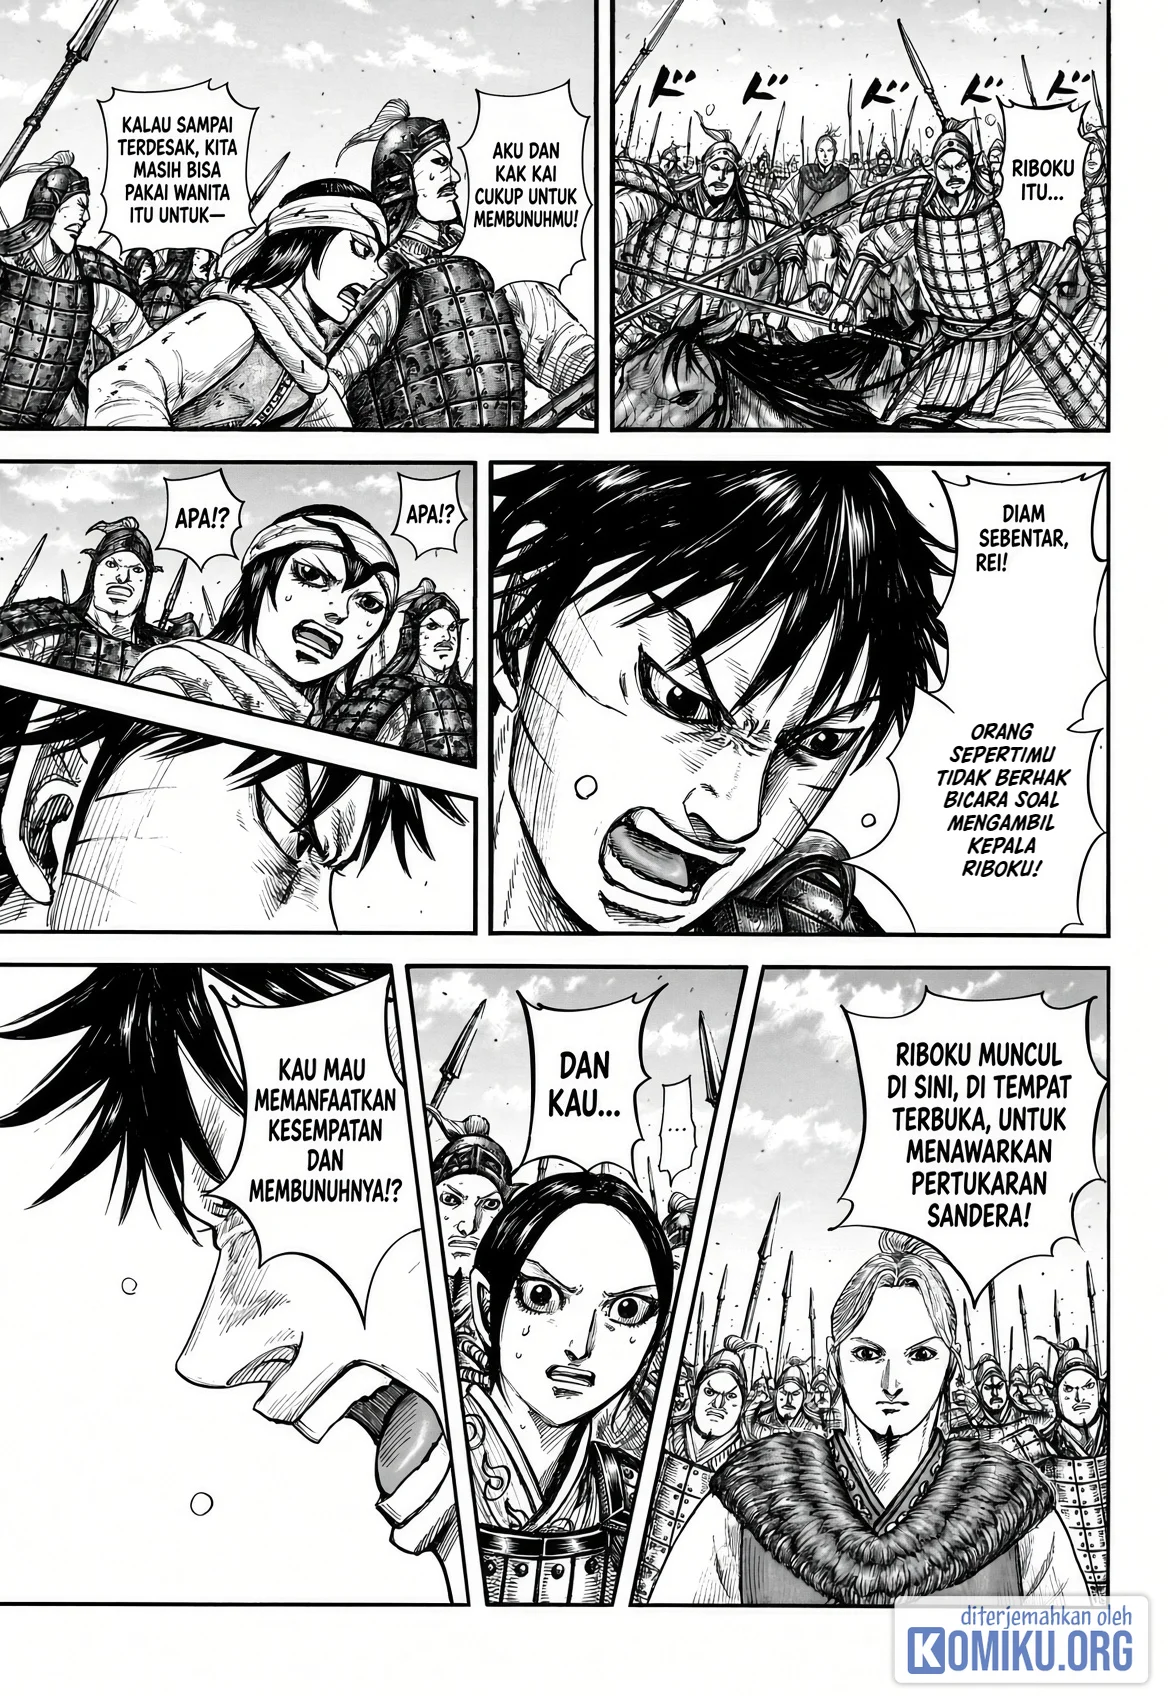 ドドドドド
RIBOKU
ITU...
AKU DAN
KAK KAI
CUKUP UNTUK
MEMBUNUHMU!
KALAU SAMPAI
TERDESAK, KITA
MASIH BISA
PAKAI WANITA
ITU UNTUK—
DIAM
SEBENTAR,
REI!
ORANG
SEPERTIMU
TIDAK BERHAK
BICARA SOAL
MENGAMBIL
KEPALA
RIBOKU!
APA!?
APA!?
RIBOKU MUNCUL
DI SINI, DI TEMPAT
TERBUKA, UNTUK
MENAWARKAN
PERTUKARAN
SANDERA!
...
DAN
KAU...
KAU MAU
MEMANFAATKAN
KESEMPATAN
DAN
MEMBUNUHNYA!?
diterjemahkan oleh
KOMIKU.ORG